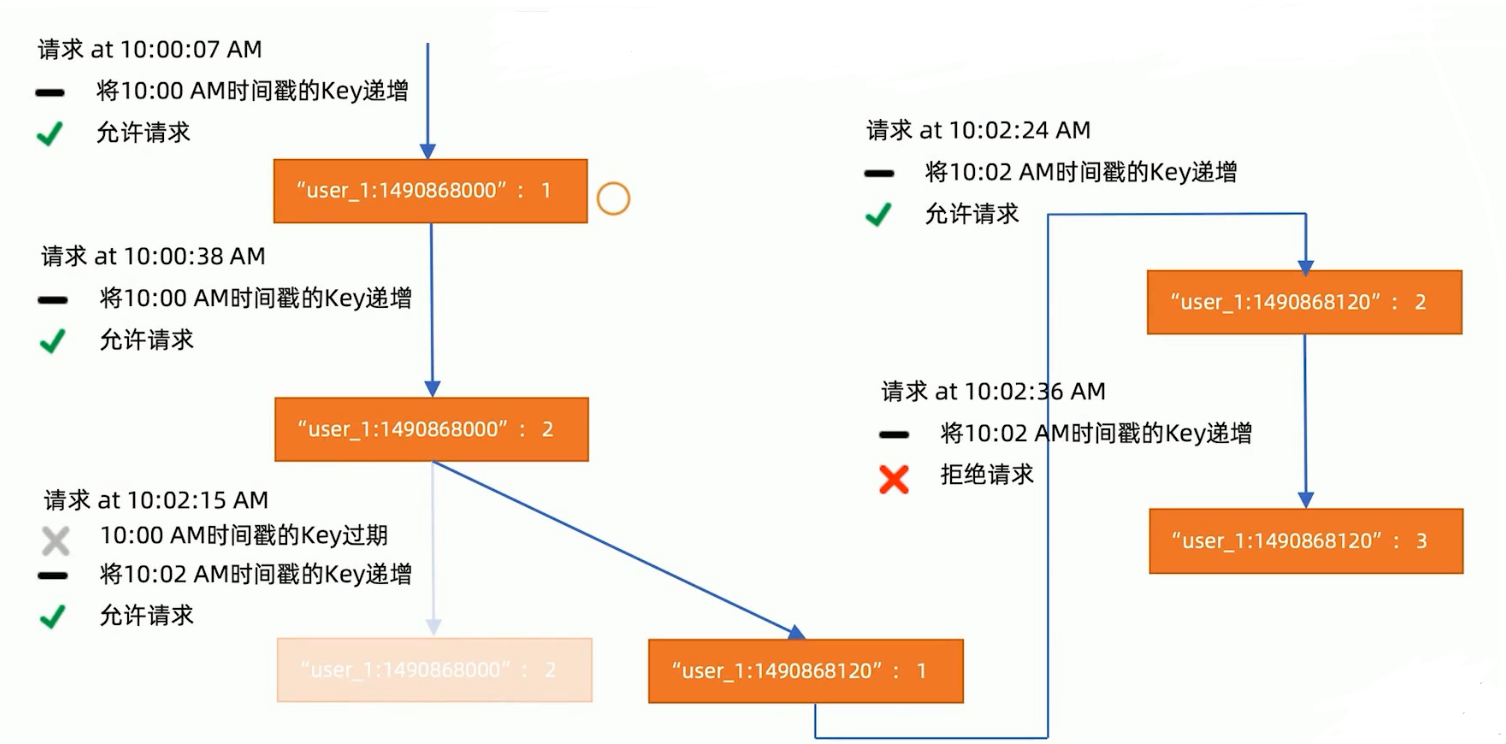 请求 at 10:00:07 AM
将10:00 AM时间戳的Key递增
允许请求
“user_1:1490868000” : 1
请求 at 10:00:38 AM
将10:00 AM时间戳的Key递增
允许请求
“user_1:1490868000” : 2
请求 at 10:02:15 AM
10:00 AM时间戳的Key过期
将10:02 AM时间戳的Key递增
允许请求
“user_1:1490868000” : 2
“user_1:1490868120” : 1
请求 at 10:02:24 AM
将10:02 AM时间戳的Key递增
允许请求
“user_1:1490868120” : 2
请求 at 10:02:36 AM
将10:02 AM时间戳的Key递增
拒绝请求
“user_1:1490868120” : 3